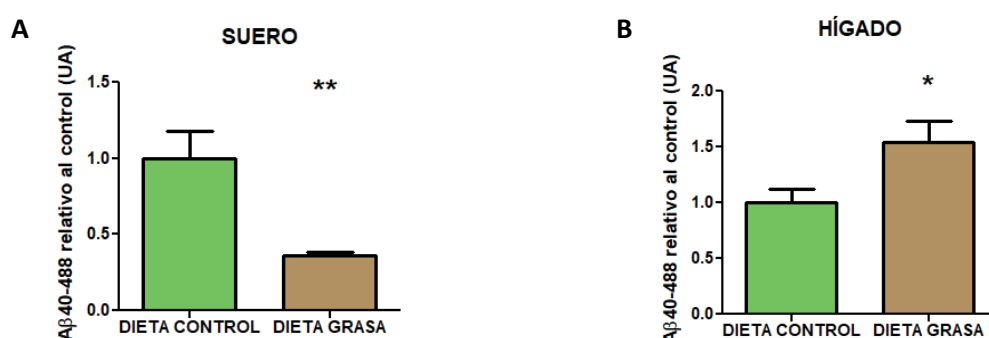 A
SUERO
Aβ40-488 relativo al control (UA)
1.5
1.0
0.5
0.0
**
DIETA CONTROL
DIETA GRASA
B
HÍGADO
Aβ40-488 relativo al control (UA)
2.0
1.5
1.0
0.5
0.0
*
DIETA CONTROL
DIETA GRASA